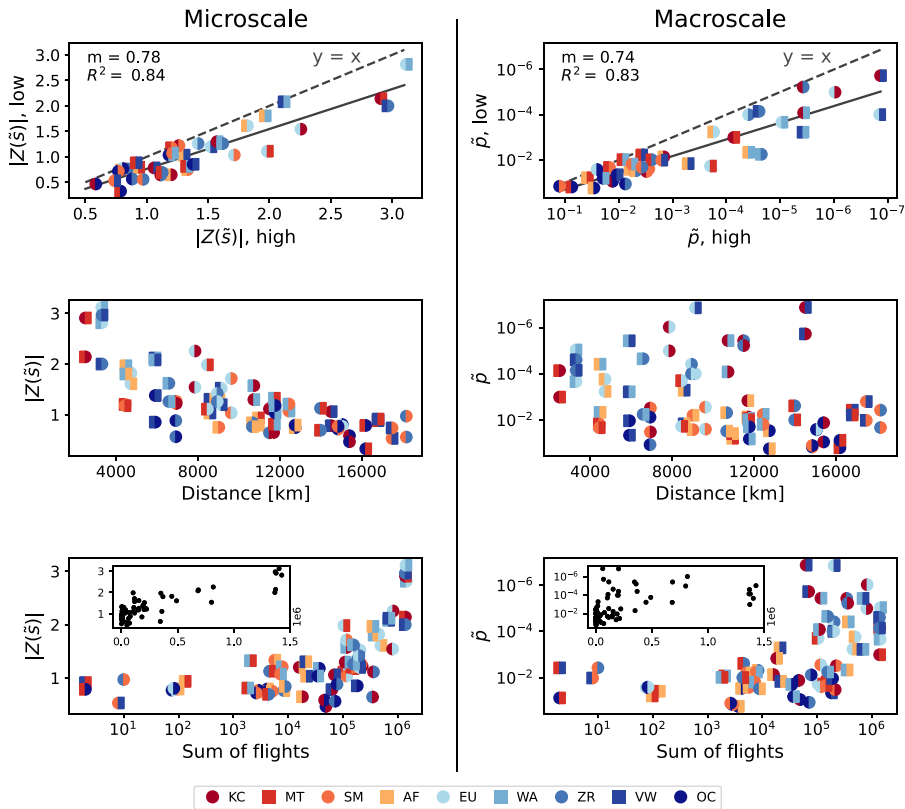 Microscale
Macroscale
m = 0.78
R² = 0.84
y = x
3.0
2.5
2.0
1.5
1.0
0.5
|Z(s̃)|, low
0.5 1.0 1.5 2.0 2.5 3.0
|Z(s̃)|, high
m = 0.74
R² = 0.83
y = x
10⁻⁶
10⁻⁴
10⁻²
p̃, low
10⁻¹ 10⁻² 10⁻³ 10⁻⁴ 10⁻⁵ 10⁻⁶ 10⁻⁷
p̃, high
3
2
1
|Z(s̃)|
4000 8000 12000 16000
Distance [km]
10⁻⁶
10⁻⁴
10⁻²
p̃
4000 8000 12000 16000
Distance [km]
3
2
1
|Z(s̃)|
3
2
1
0.0 0.5 1.0 1.5
1e6
10¹ 10² 10³ 10⁴ 10⁵ 10⁶
Sum of flights
10⁻⁶
10⁻⁴
10⁻²
p̃
10⁻⁶
10⁻⁴
10⁻²
0.0 0.5 1.0 1.5
1e6
10¹ 10² 10³ 10⁴ 10⁵ 10⁶
Sum of flights
KC MT SM AF EU WA ZR VW OC